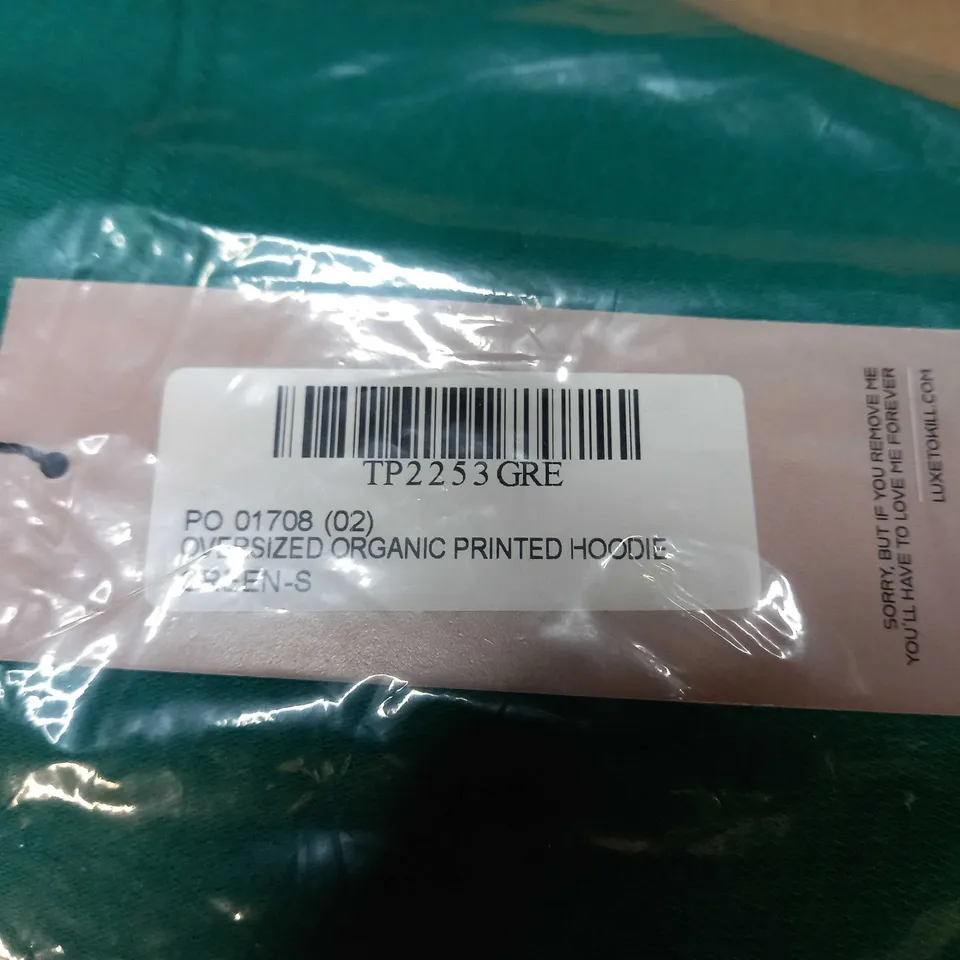 TP2253GRE
PO 01708 (02)
OVERSIZED ORGANIC PRINTED HOODIE
GREEN-S
SORRY, BUT IF YOU REMOVE ME
YOU'LL HAVE TO LOVE ME FOREVER
LUXETOKILL.COM